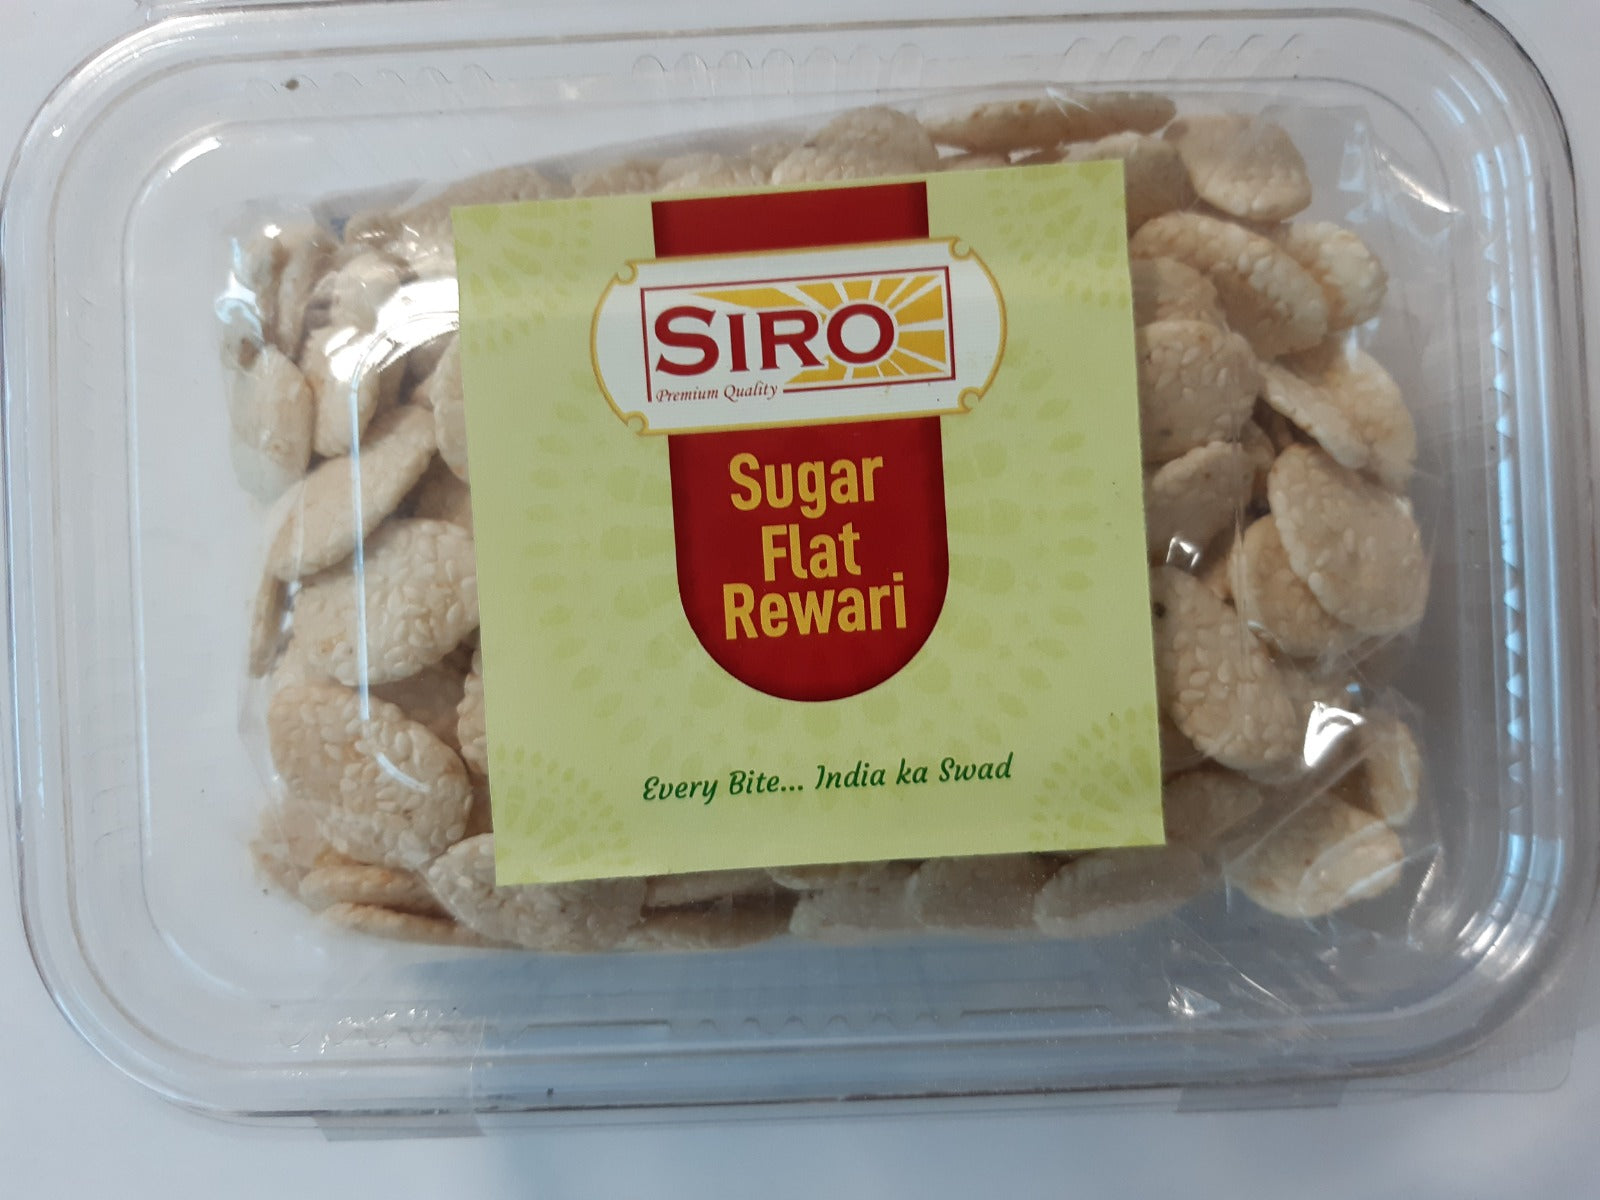 SIRO
Premium Quality
Sugar
Flat
Rewari
Every Bite... India ka Swad